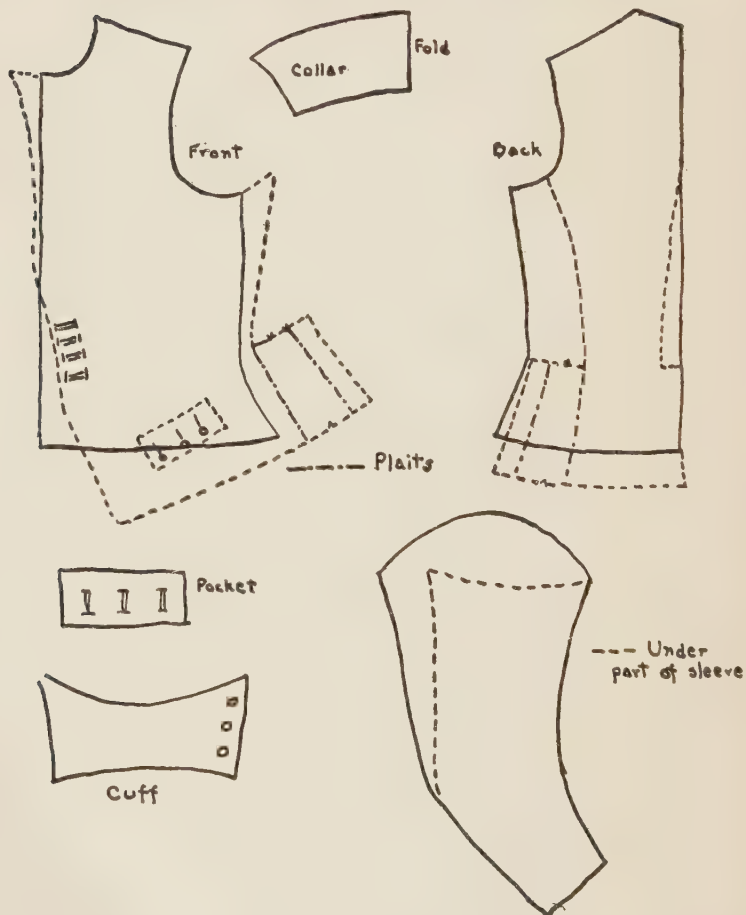 Collar
Fold
Front
Back
Plaits
Pocket
Under
part of sleeve
Cuff